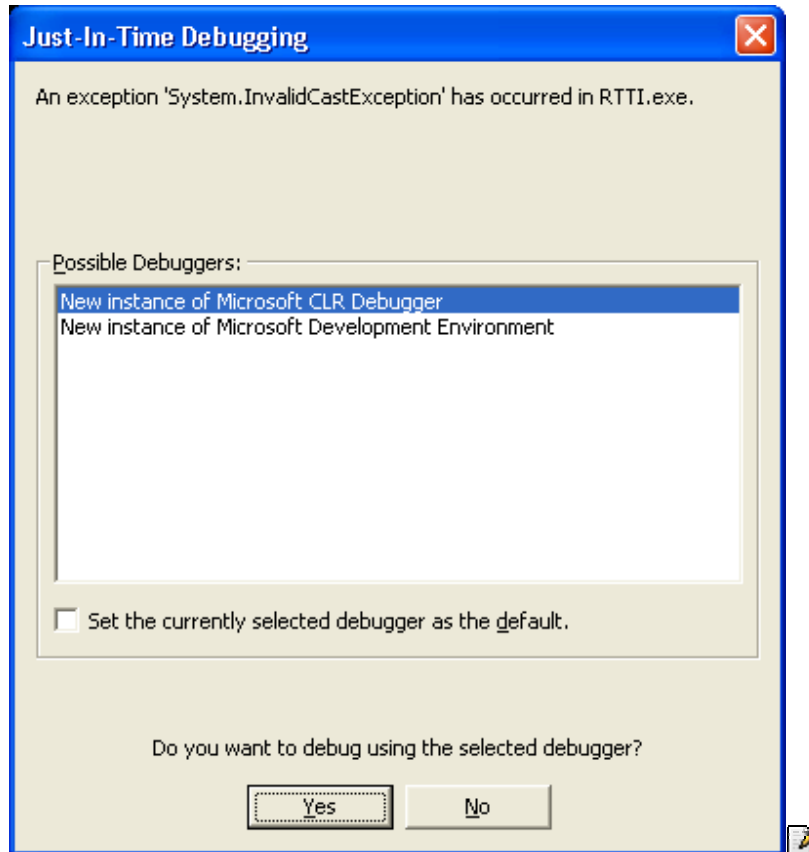 Just-In-Time Debugging
An exception 'System.InvalidCastException' has occurred in RTTI.exe.
Possible Debuggers:
New instance of Microsoft CLR Debugger
New instance of Microsoft Development Environment
Set the currently selected debugger as the default.
Do you want to debug using the selected debugger?
Yes
No